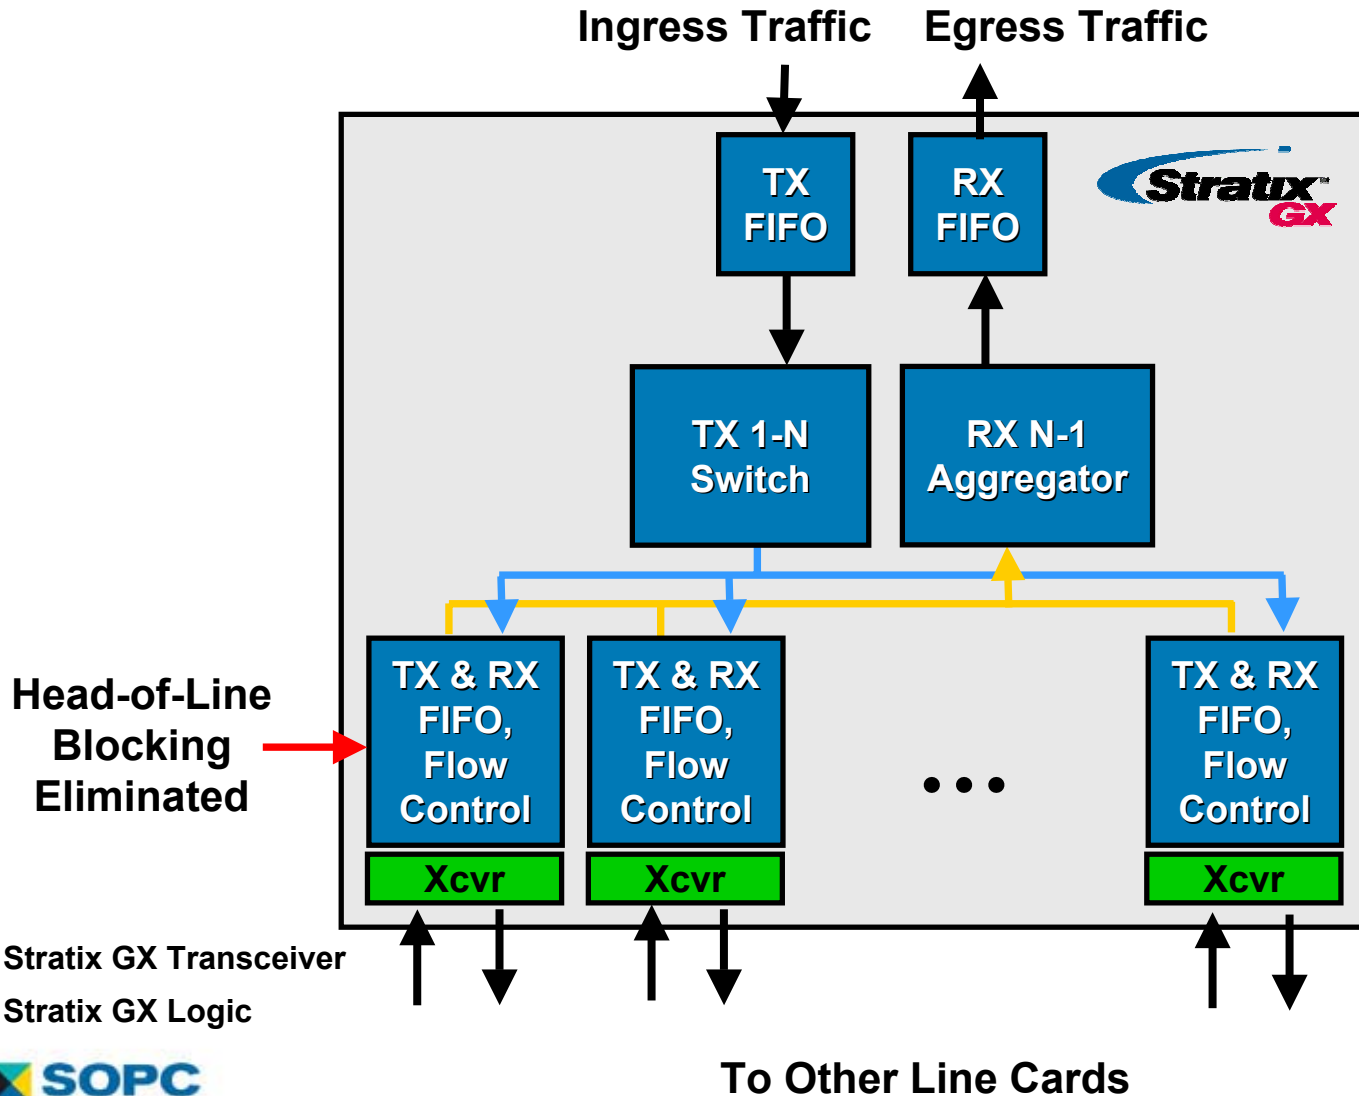 Ingress Traffic
Egress Traffic
TX
FIFO
RX
FIFO
Stratix™
GX
TX 1-N
Switch
RX N-1
Aggregator
Head-of-Line
Blocking
Eliminated
TX & RX
FIFO,
Flow
Control
TX & RX
FIFO,
Flow
Control
...
TX & RX
FIFO,
Flow
Control
Xcvr
Xcvr
Xcvr
Stratix GX Transceiver
Stratix GX Logic
SOPC
To Other Line Cards